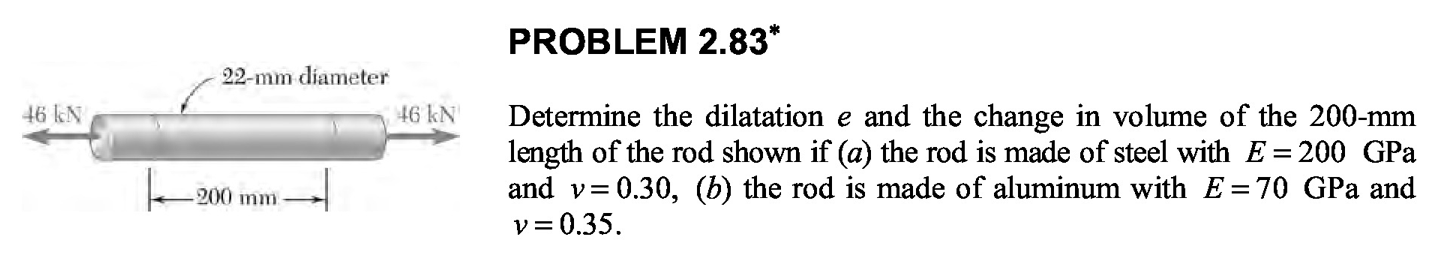 PROBLEM 2.83*
22-mm diameter
46 kN
46 kN
200 mm
Determine the dilatation e and the change in volume of the 200-mm
length of the rod shown if (a) the rod is made of steel with E = 200 GPa
and v = 0.30, (b) the rod is made of aluminum with E = 70 GPa and
v = 0.35.